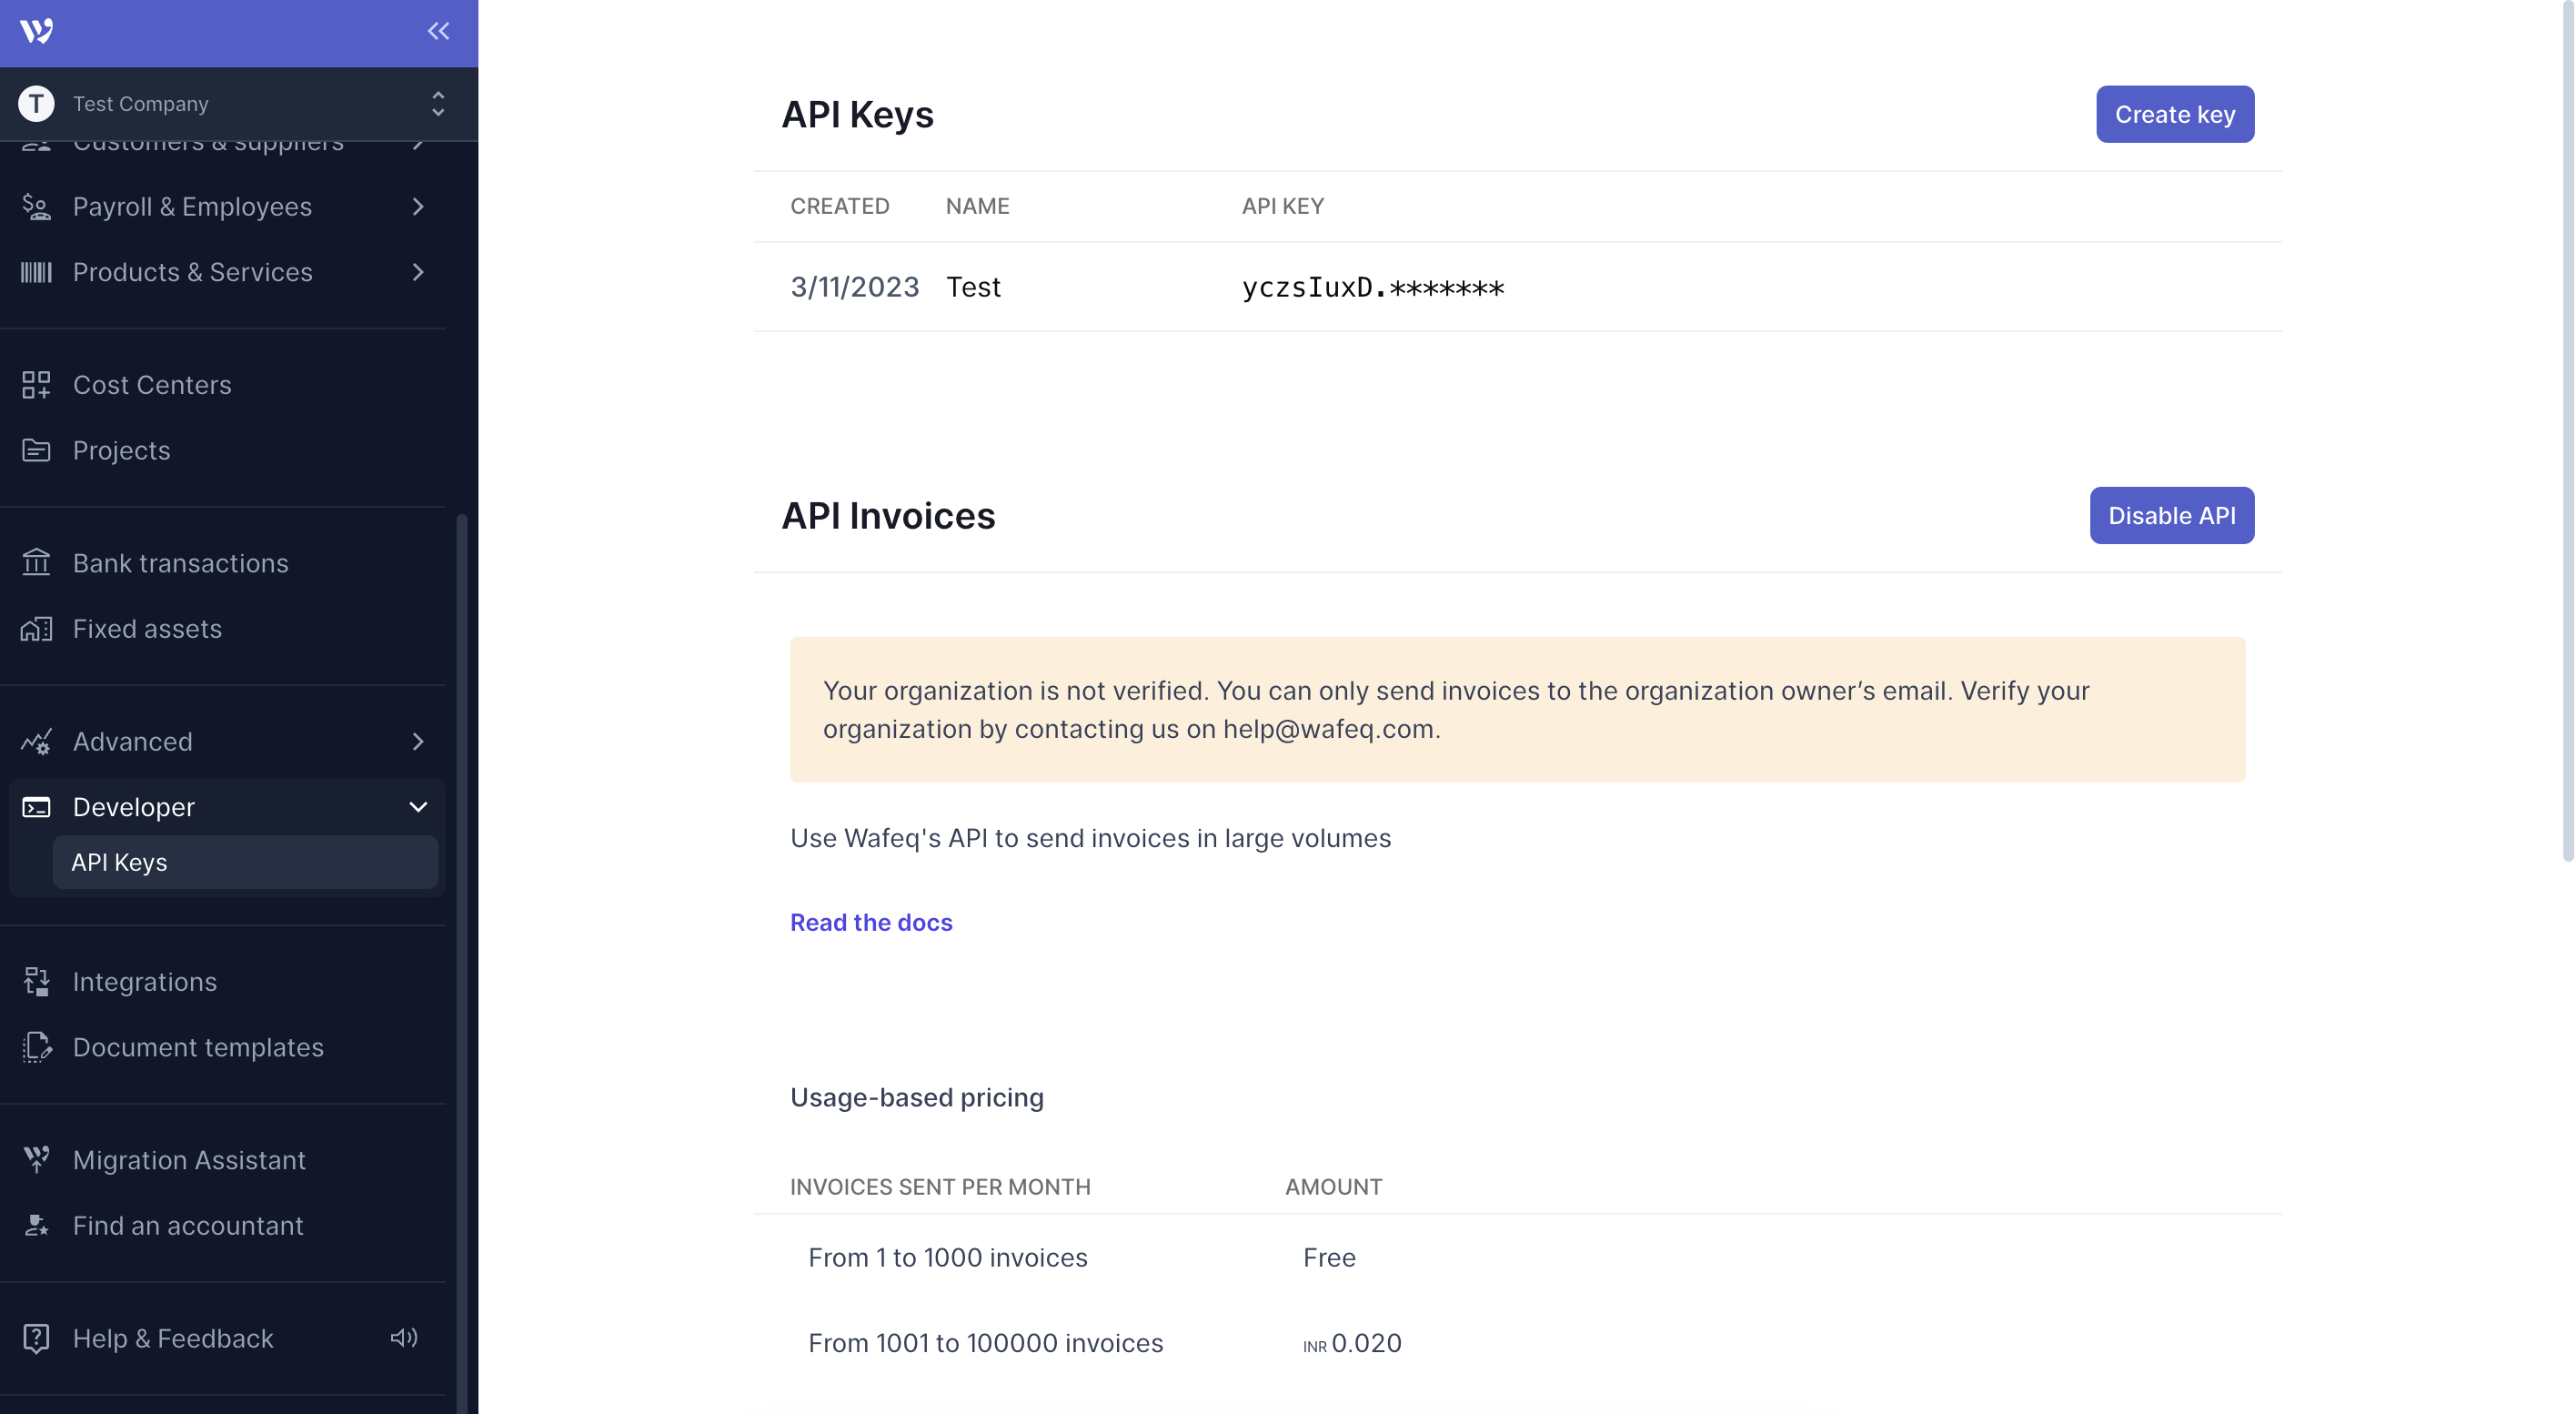 T Test Company
Customers & suppliers
Payroll & Employees
Products & Services
Cost Centers
Projects
Bank transactions
Fixed assets
Advanced
Developer
API Keys
Integrations
Document templates
Migration Assistant
Find an accountant
Help & Feedback
API Keys
Create key
CREATED NAME API KEY
3/11/2023 Test yczsIuxD.*******
API Invoices
Disable API
Your organization is not verified. You can only send invoices to the organization owner’s email. Verify your
organization by contacting us on help@wafeq.com.
Use Wafeq's API to send invoices in large volumes
Read the docs
Usage-based pricing
INVOICES SENT PER MONTH AMOUNT
From 1 to 1000 invoices Free
From 1001 to 100000 invoices INR 0.020